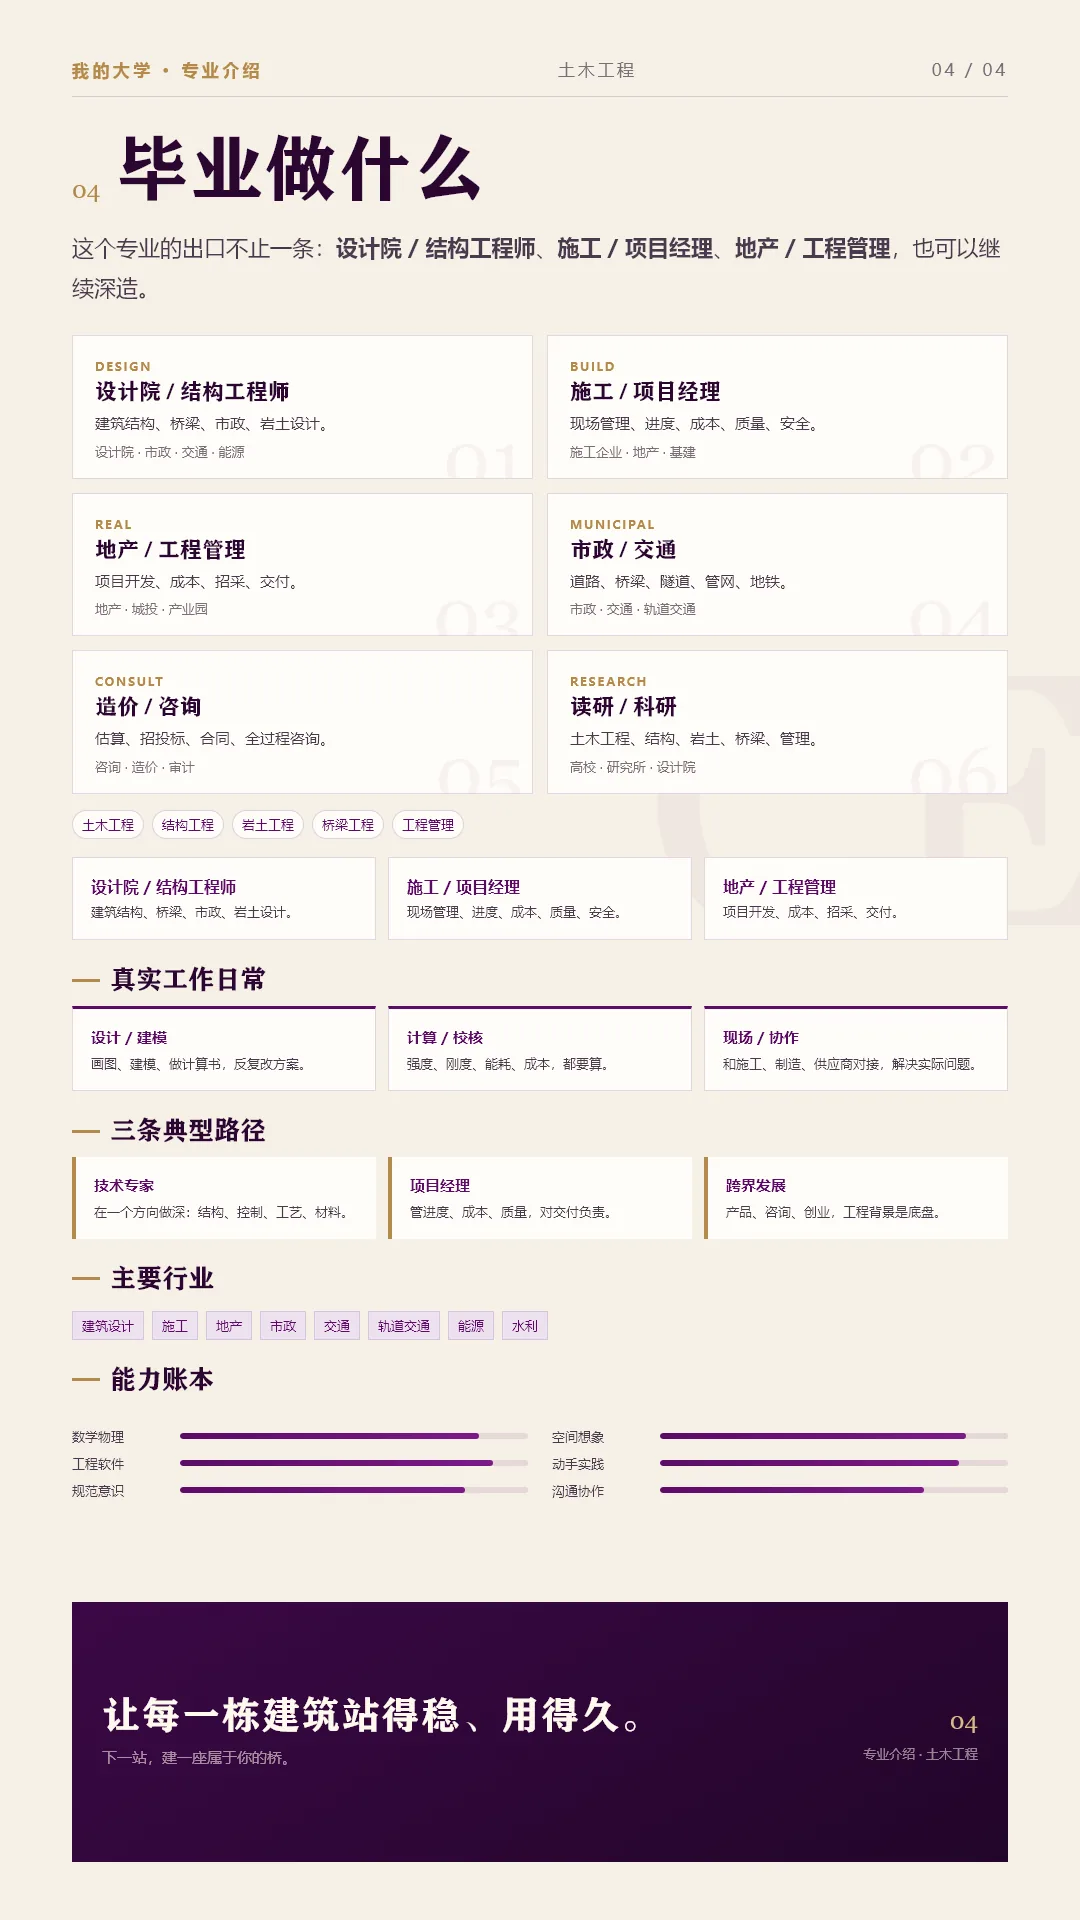 我的大学 · 专业介绍
土木工程
04 / 04
04 毕业做什么
这个专业的出口不止一条：设计院 / 结构工程师、施工 / 项目经理、地产 / 工程管理，也可以继
续深造。
DESIGN
设计院 / 结构工程师
建筑结构、桥梁、市政、岩土设计。
设计院 · 市政 · 交通 · 能源
01
BUILD
施工 / 项目经理
现场管理、进度、成本、质量、安全。
施工企业 · 地产 · 基建
02
REAL
地产 / 工程管理
项目开发、成本、招采、交付。
地产 · 城投 · 产业园
03
MUNICIPAL
市政 / 交通
道路、桥梁、隧道、管网、地铁。
市政 · 交通 · 轨道交通
04
CONSULT
造价 / 咨询
估算、招投标、合同、全过程咨询。
咨询 · 造价 · 审计
05
RESEARCH
读研 / 科研
土木工程、结构、岩土、桥梁、管理。
高校 · 研究所 · 设计院
06
CE
土木工程
结构工程
岩土工程
桥梁工程
工程管理
设计院 / 结构工程师
建筑结构、桥梁、市政、岩土设计。
施工 / 项目经理
现场管理、进度、成本、质量、安全。
地产 / 工程管理
项目开发、成本、招采、交付。
真实工作日常
设计 / 建模
画图、建模、做计算书，反复改方案。
计算 / 校核
强度、刚度、能耗、成本，都要算。
现场 / 协作
和施工、制造、供应商对接，解决实际问题。
三条典型路径
技术专家
在一个方向做深：结构、控制、工艺、材料。
项目经理
管进度、成本、质量，对交付负责。
跨界发展
产品、咨询、创业，工程背景是底盘。
主要行业
建筑设计
施工
地产
市政
交通
轨道交通
能源
水利
能力账本
数学物理
空间想象
工程软件
动手实践
规范意识
沟通协作
让每一栋建筑站得稳、用得久。
下一站，建一座属于你的桥。
04
专业介绍 · 土木工程